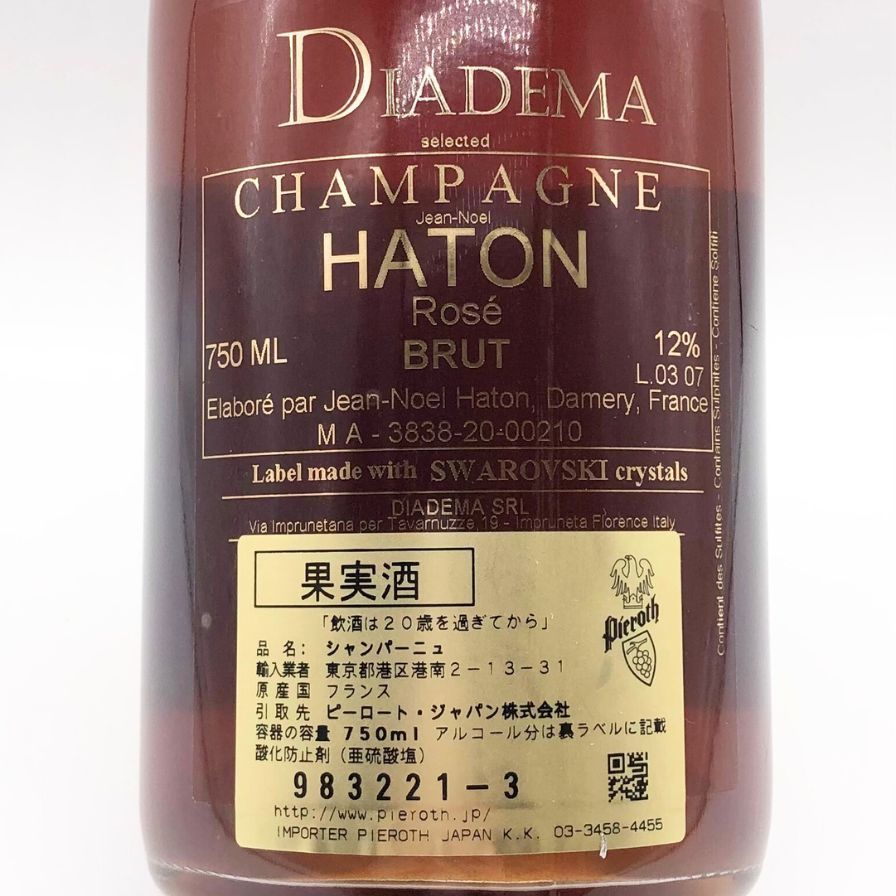 DIADEMA
selected
CHAMPAGNE
Jean-Noel
HATON
Rosé
750 ML BRUT 12%
L.03 07
Elaboré par Jean-Noel Haton, Damery, France
M A - 3838-20-00210
Label made with SWAROVSKI crystals
DIADEMA SRL
Via Imprunetana per Tavarnuzze, 19 - Impruneta Florence Italy
Contient des Sulfites - Contains Sulphites - Contiene Solfiti
果実酒
「飲酒は20歳を過ぎてから」
Pieroth
品名: シャンパーニュ
輸入業者 東京都港区港南2-13-31
原産国 フランス
引取先 ピーロート・ジャパン株式会社
容器の容量 750ml アルコール分は裏ラベルに記載
酸化防止剤(亜硫酸塩)
983221-3
http://www.pieroth.jp/
IMPORTER PIEROTH JAPAN K.K. 03-3458-4455